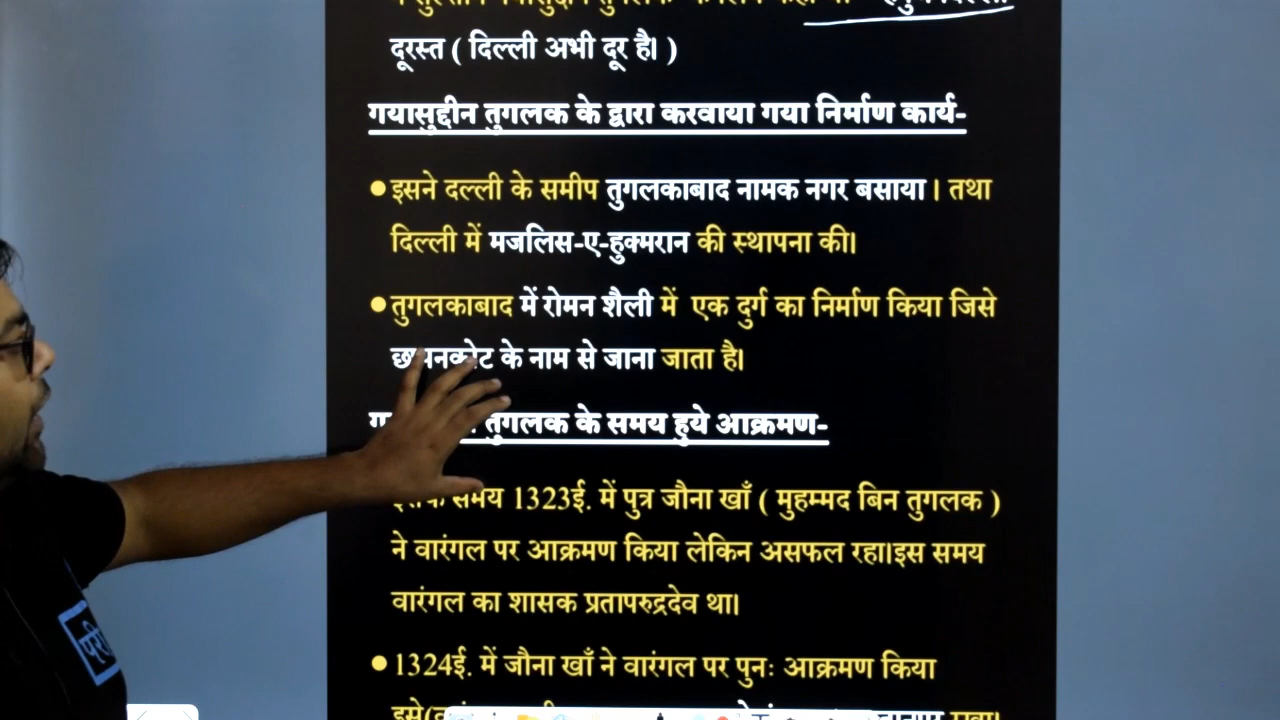 दूरस्त ( दिल्ली अभी दूर है। )
गयासुद्दीन तुगलक के द्वारा करवाया गया निर्माण कार्य-
●इसने दल्ली के समीप तुगलकाबाद नामक नगर बसाया । तथा
दिल्ली में मजलिस-ए-हुक्मरान की स्थापना की।
●तुगलकाबाद में रोमन शैली में एक दुर्ग का निर्माण किया जिसे
के नाम से जाना जाता है।
तुगलक के समय हुये आक्रमण-
समय 1323ई. में पुत्र जौना खाँ ( मुहम्मद बिन तुगलक )
ने वारंगल पर आक्रमण किया लेकिन असफल रहा।इस समय
वारंगल का शासक प्रतापरुद्रदेव था।
●1324ई. में जौना खाँ ने वारंगल पर पुनः आक्रमण किया